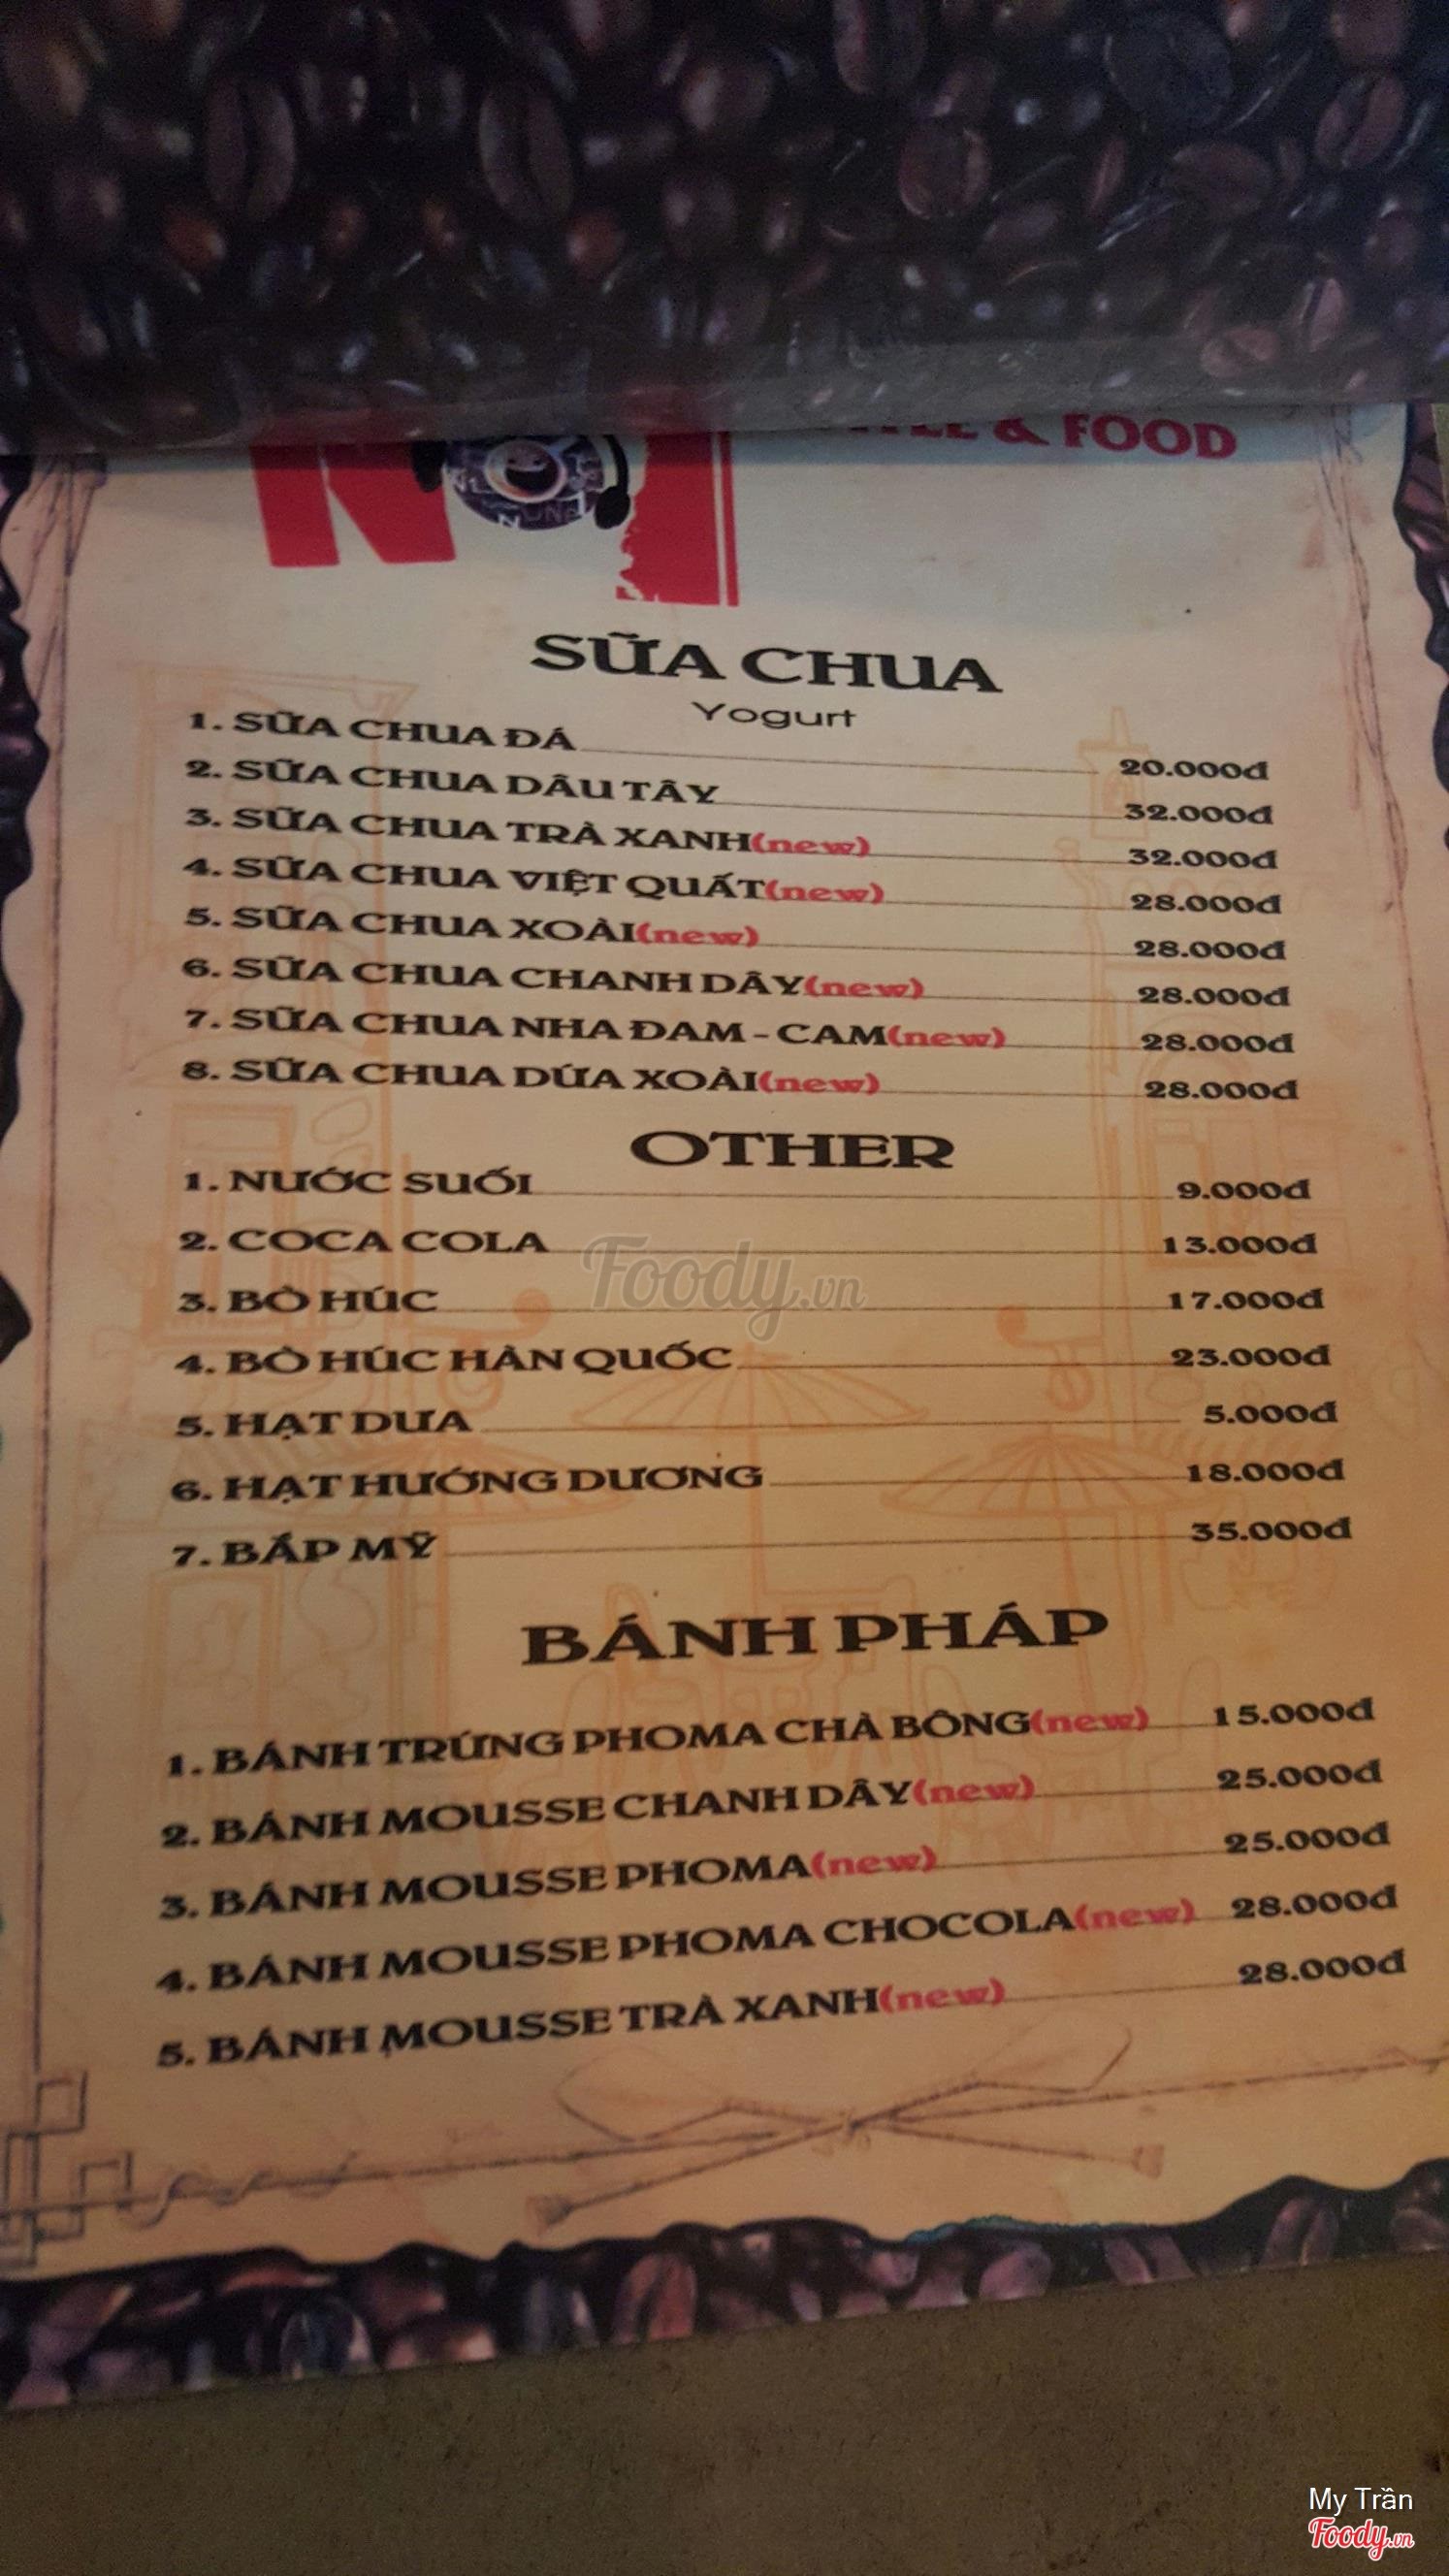 & FOOD
SỮA CHUA
Yogurt
1. SỮA CHUA ĐÁ 20.000đ
2. SỮA CHUA DÂU TÂY 32.000đ
3. SỮA CHUA TRÀ XANH(new) 32.000đ
4. SỮA CHUA VIỆT QUẤT(new) 28.000đ
5. SỮA CHUA XOÀI(new) 28.000đ
6. SỮA CHUA CHANH DÂY(new) 28.000đ
7. SỮA CHUA NHA ĐAM - CAM(new) 28.000đ
8. SỮA CHUA DỨA XOÀI(new) 28.000đ
OTHER
1. NƯỚC SUỐI 9.000đ
2. COCA COLA 13.000đ
3. BÒ HÚC 17.000đ
4. BÒ HÚC HÀN QUỐC 23.000đ
5. HẠT DƯA 5.000đ
6. HẠT HƯỚNG DƯƠNG 18.000đ
7. BẮP MỸ 35.000đ
Foody.vn
BÁNH PHÁP
1. BÁNH TRỨNG PHOMA CHÀ BÔNG(new) 15.000đ
2. BÁNH MOUSSE CHANH DÂY(new) 25.000đ
3. BÁNH MOUSSE PHOMA(new) 25.000đ
4. BÁNH MOUSSE PHOMA CHOCOLA(new) 28.000đ
5. BÁNH MOUSSE TRÀ XANH(new) 28.000đ
My Trần
Foody.vn